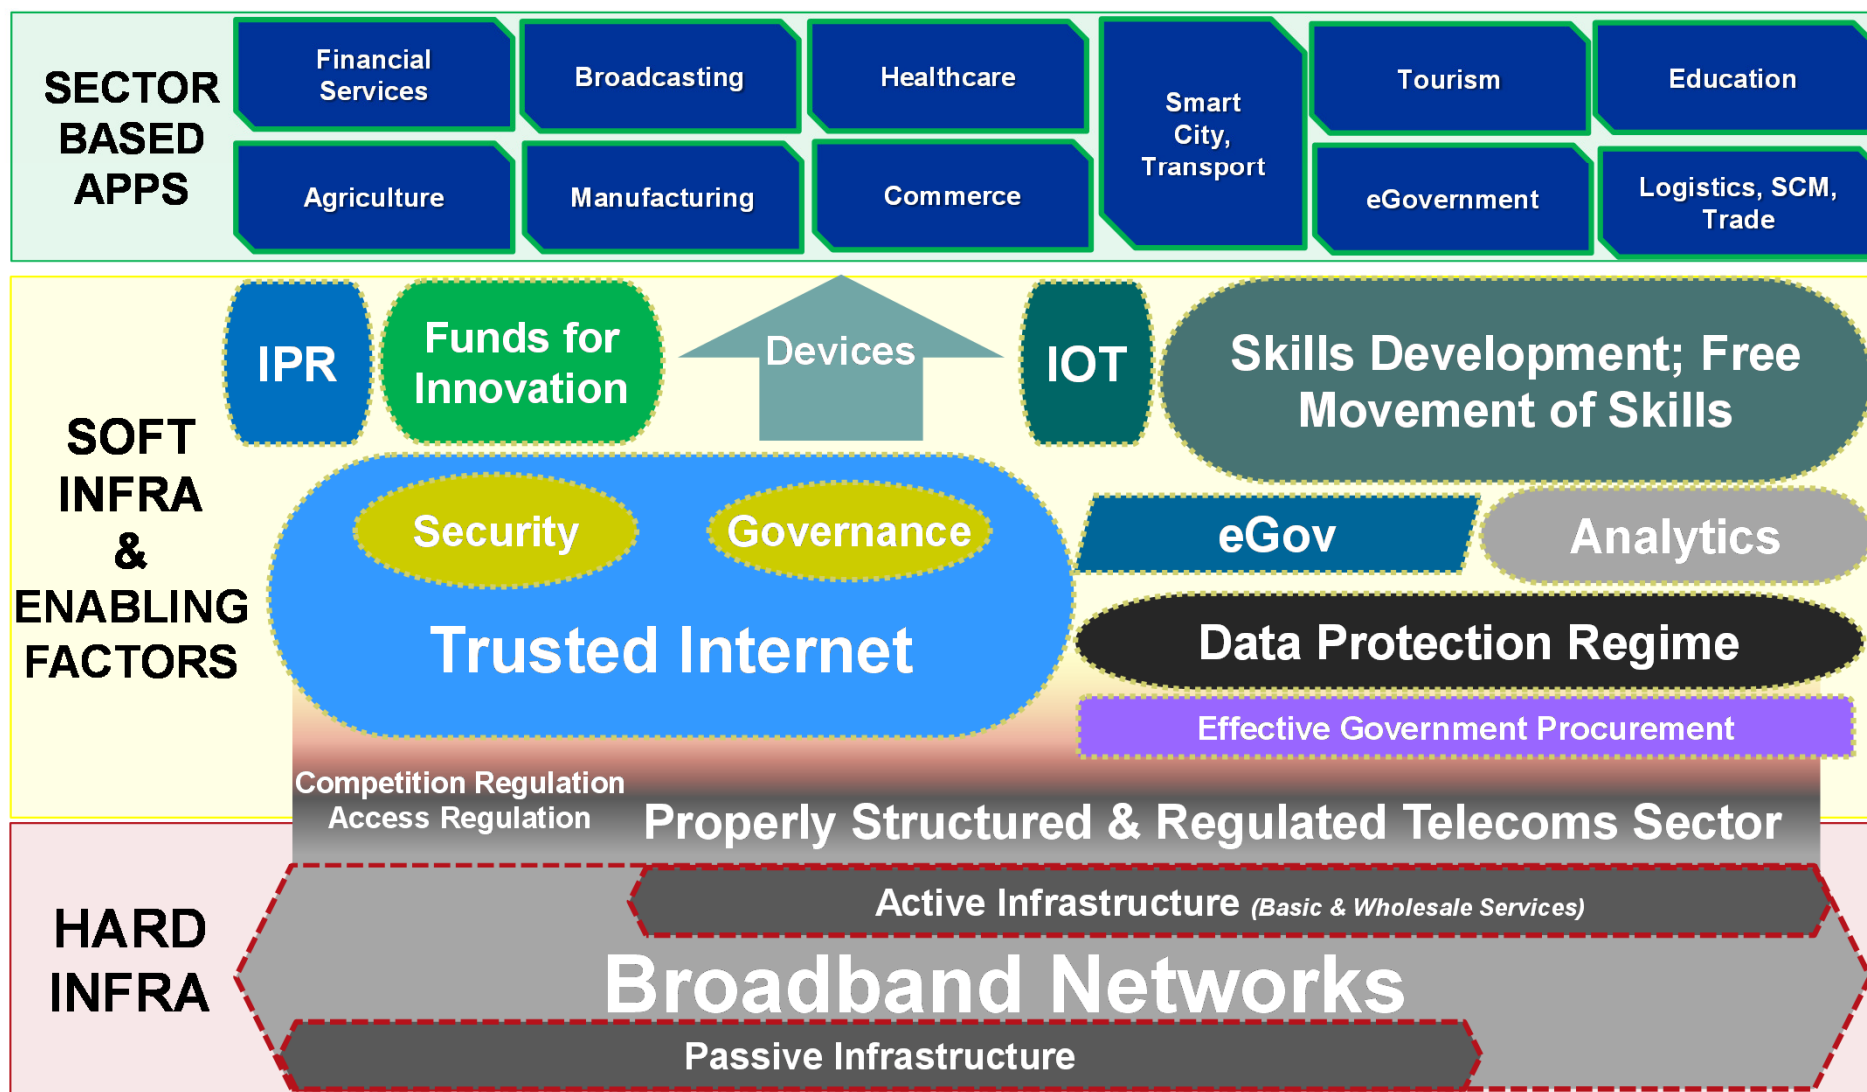 SECTOR
BASED
APPS
Financial
Services
Broadcasting
Healthcare
Smart
City,
Transport
Tourism
Education
Agriculture
Manufacturing
Commerce
eGovernment
Logistics, SCM,
Trade
SOFT
INFRA
&
ENABLING
FACTORS
IPR
Funds for
Innovation
Devices
IOT
Skills Development; Free
Movement of Skills
Security
Governance
eGov
Analytics
Trusted Internet
Data Protection Regime
Effective Government Procurement
Competition Regulation
Access Regulation
Properly Structured & Regulated Telecoms Sector
HARD
INFRA
Active Infrastructure (Basic & Wholesale Services)
Broadband Networks
Passive Infrastructure